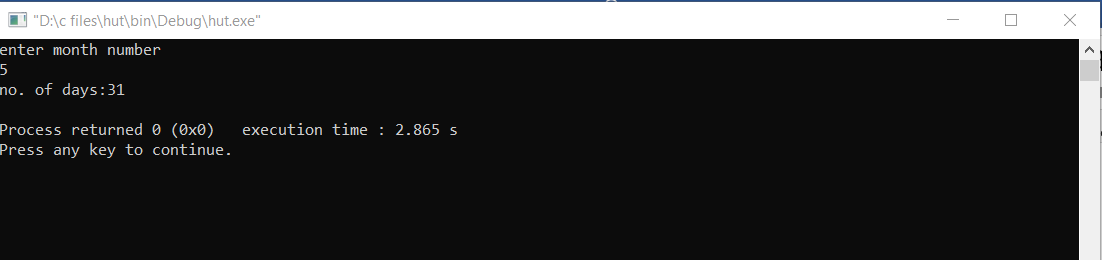 "D:\c files\hut\bin\Debug\hut.exe"
enter month number
5
no. of days:31
Process returned 0 (0x0)   execution time : 2.865 s
Press any key to continue.